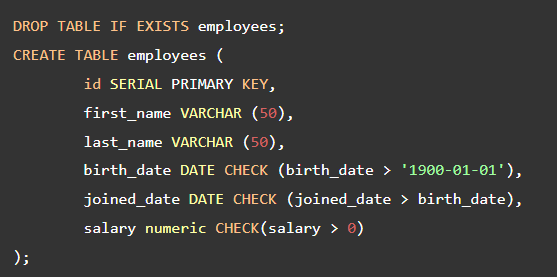 DROP TABLE IF EXISTS employees;
CREATE TABLE employees (
id SERIAL PRIMARY KEY,
first_name VARCHAR (50),
last_name VARCHAR (50),
birth_date DATE CHECK (birth_date > '1900-01-01'),
joined_date DATE CHECK (joined_date > birth_date),
salary numeric CHECK(salary > 0)
);